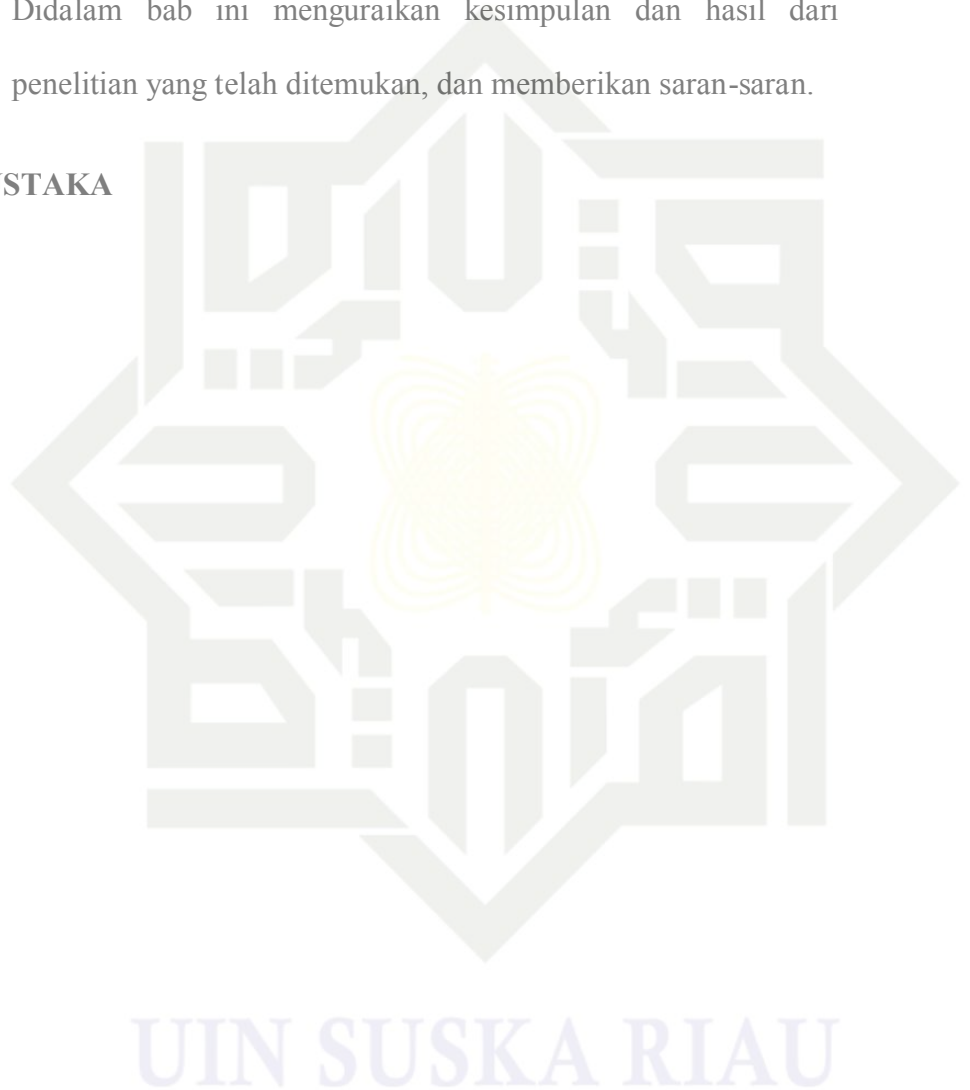 Didalam bab ini menguraikan kesimpulan dan hasil dari
penelitian yang telah ditemukan, dan memberikan saran-saran.
STAKA
UIN SUSKA RIAU